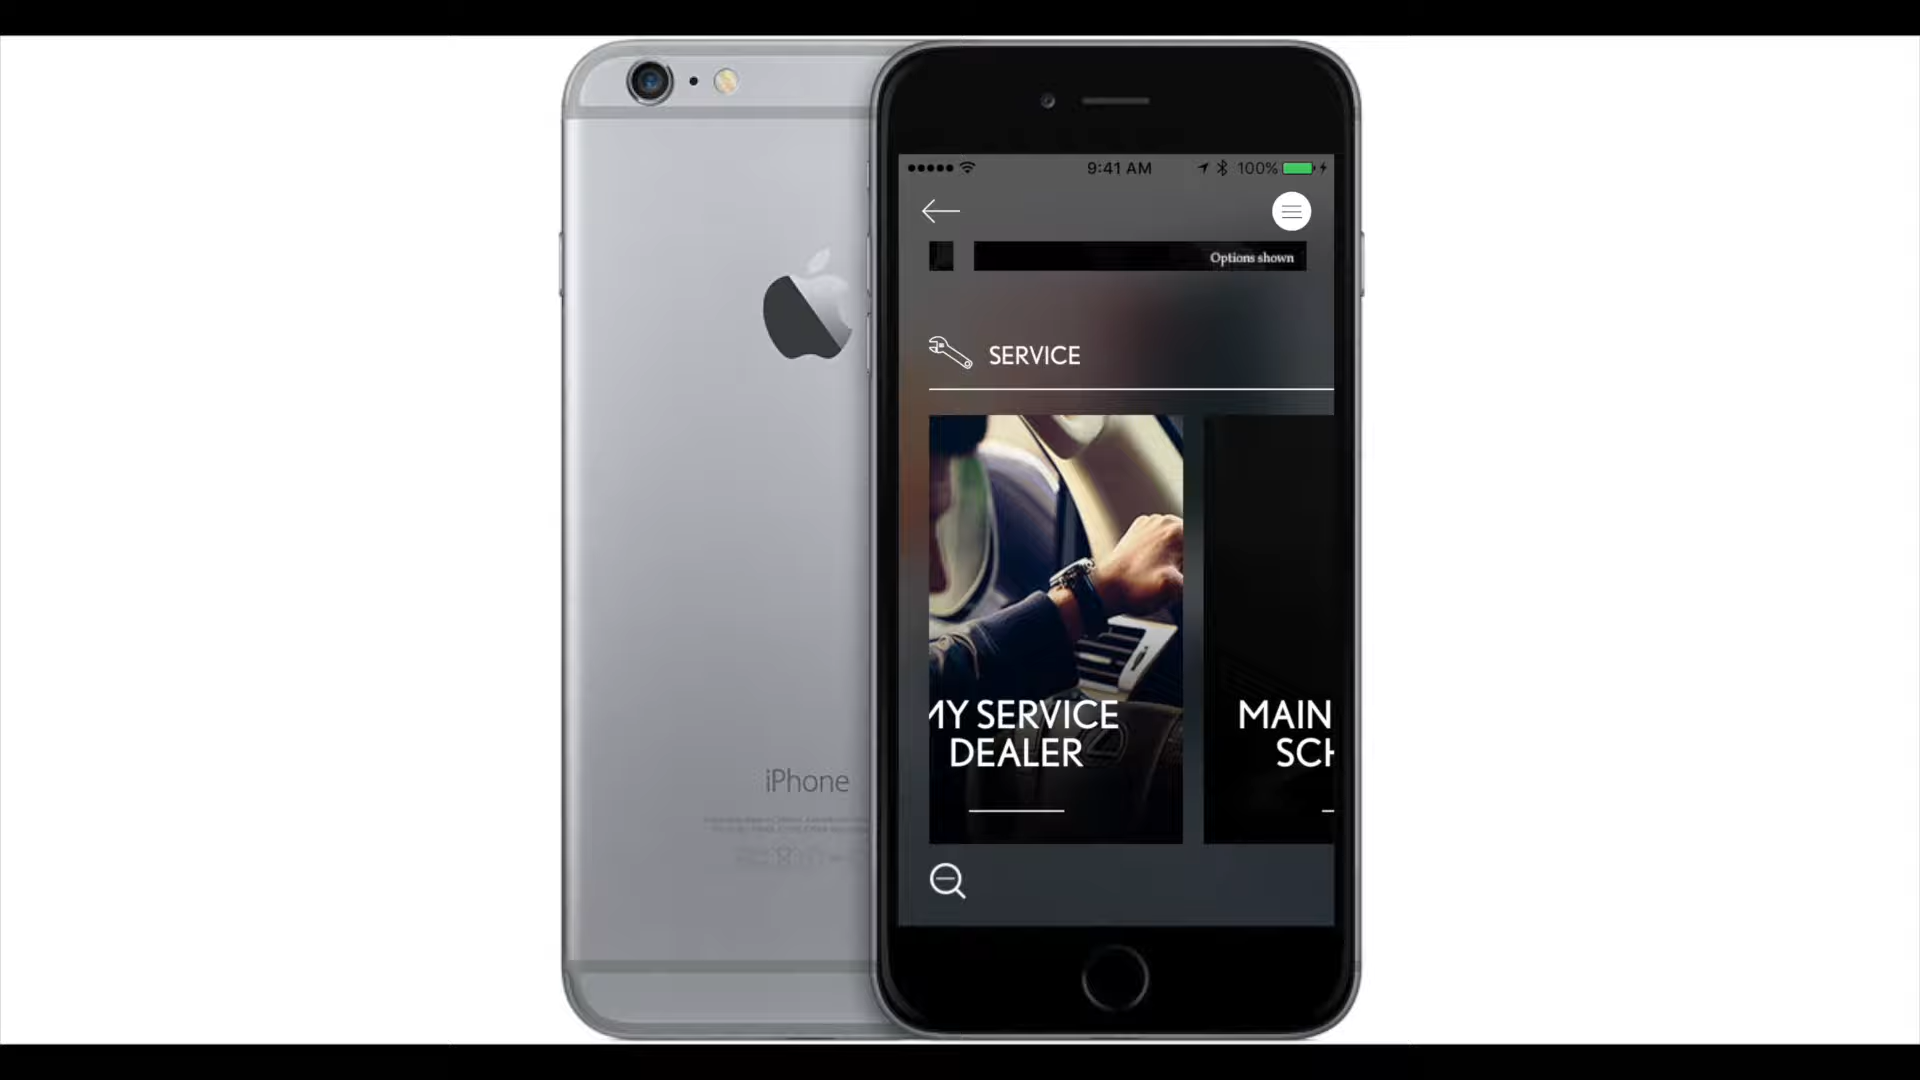 9:41 AM 100%
Options shown
SERVICE
MY SERVICE
DEALER
MAIN
SCH
iPhone